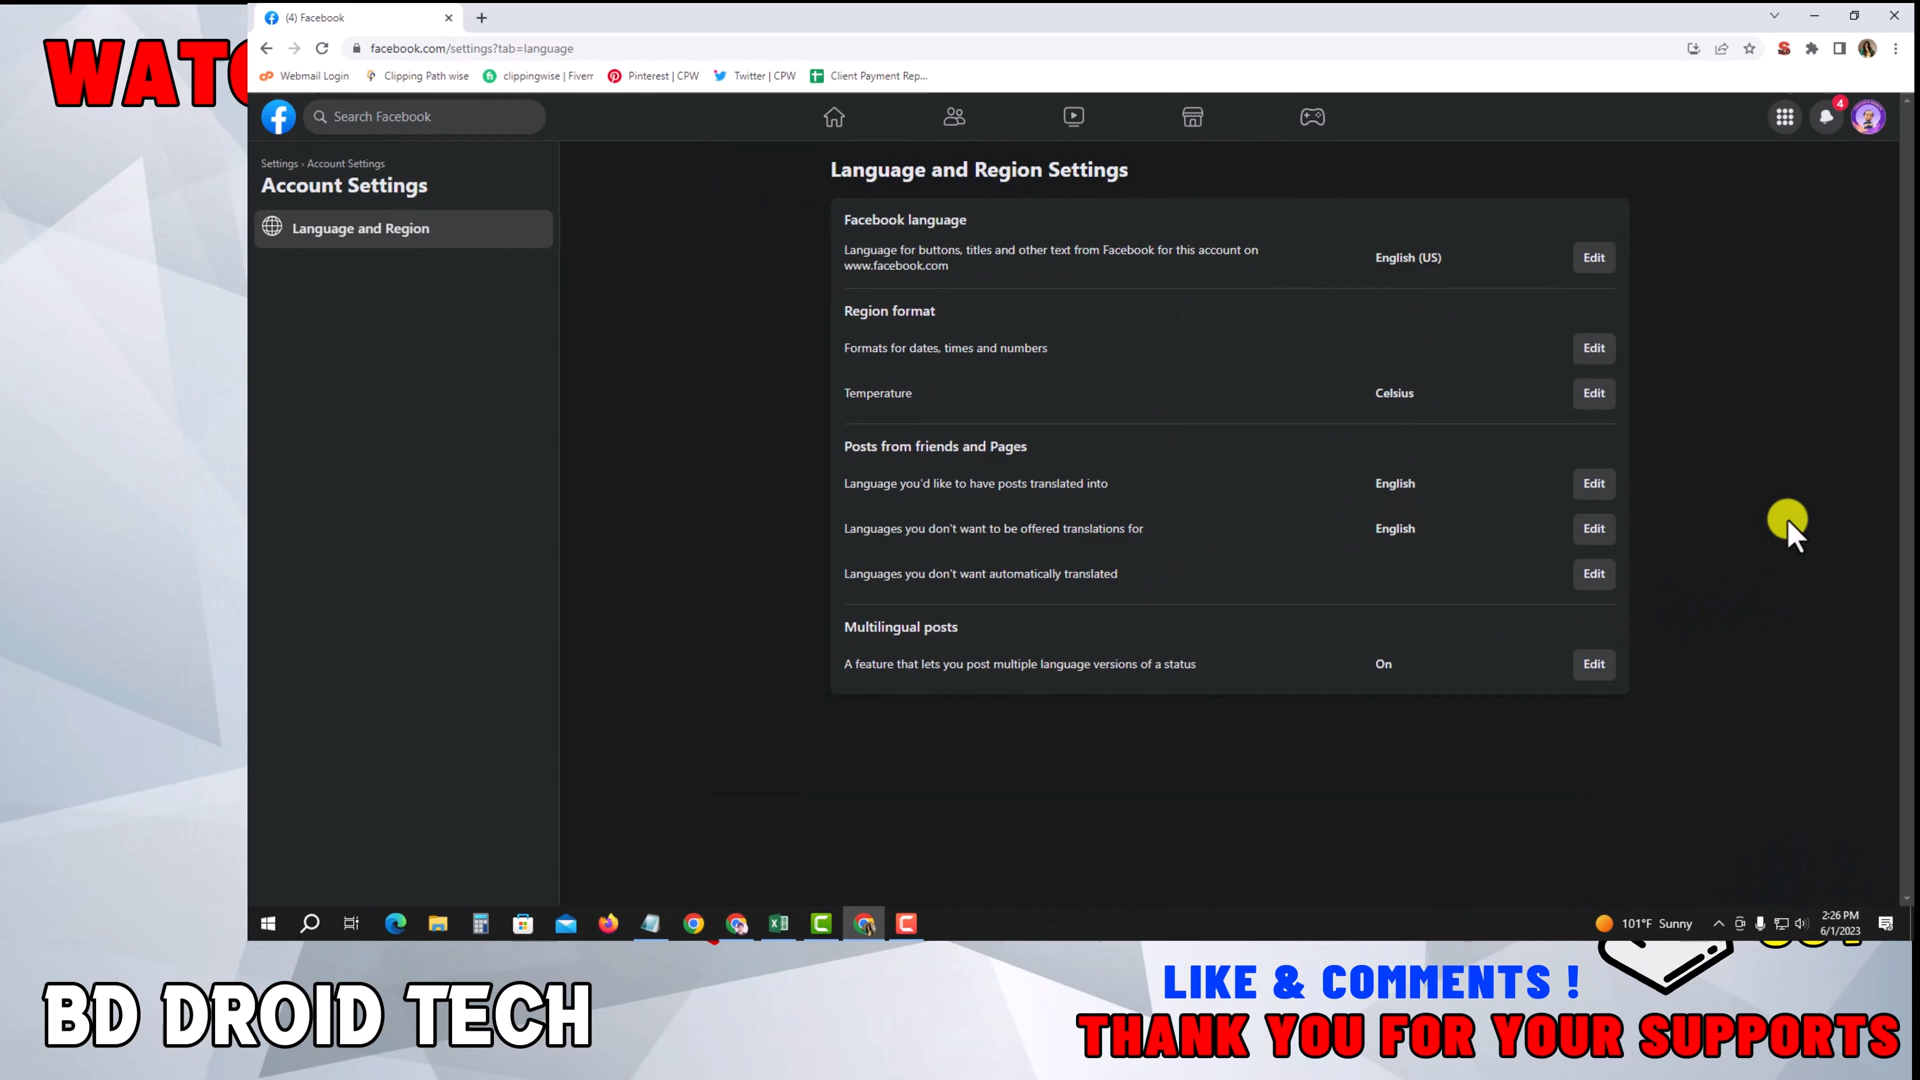 WATC
(4) Facebook
facebook.com/settings?tab=language
Webmail Login
Clipping Path wise
clippingwise | Fiverr
Pinterest | CPW
Twitter | CPW
Client Payment Rep...
Search Facebook
4
Settings › Account Settings
Account Settings
Language and Region
Language and Region Settings
Facebook language
Language for buttons, titles and other text from Facebook for this account on
www.facebook.com
English (US)
Edit
Region format
Formats for dates, times and numbers
Edit
Temperature
Celsius
Edit
Posts from friends and Pages
Language you'd like to have posts translated into
English
Edit
Languages you don't want to be offered translations for
English
Edit
Languages you don't want automatically translated
Edit
Multilingual posts
A feature that lets you post multiple language versions of a status
On
Edit
101°F Sunny
2:26 PM
6/1/2023
BD DROID TECH
LIKE & COMMENTS !
THANK YOU FOR YOUR SUPPORTS